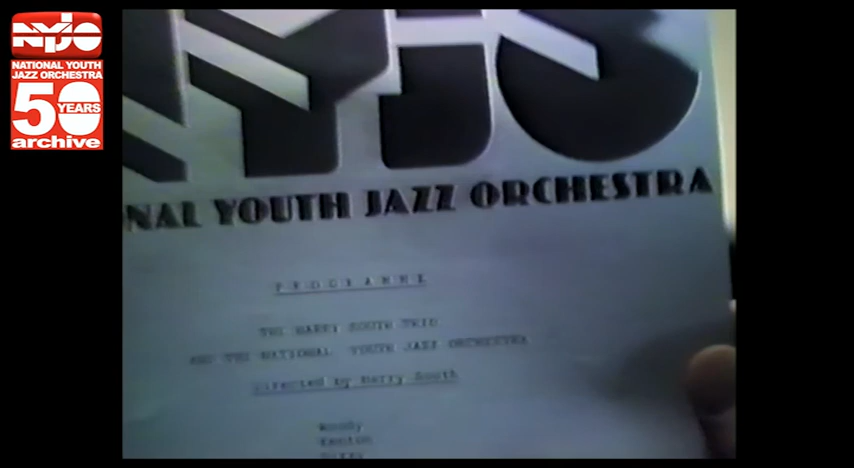 NYJO
NATIONAL YOUTH
JAZZ ORCHESTRA
50 YEARS
archive
NYJO
NAL YOUTH JAZZ ORCHESTRA
PROGRAMME
THE HARRY SOUTH TRIO
AND THE NATIONAL YOUTH JAZZ ORCHESTRA
Directed by Harry South
Woody
Kenton